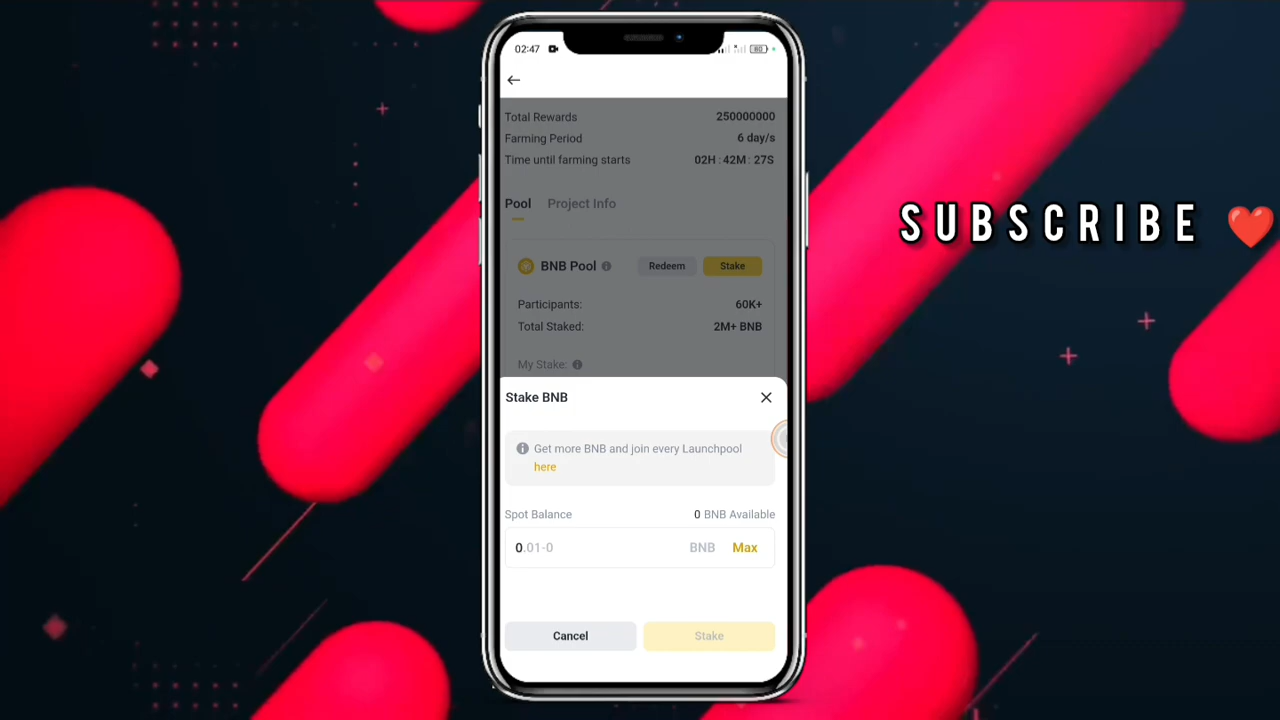 02:47
Total Rewards 250000000
Farming Period 6 day/s
Time until farming starts 02H : 42M : 27S
Pool Project Info
BNB Pool Redeem Stake
Participants: 60K+
Total Staked: 2M+ BNB
My Stake:
Stake BNB
Get more BNB and join every Launchpool
here
Spot Balance 0 BNB Available
0.01-0 BNB Max
Cancel Stake
SUBSCRIBE ❤️